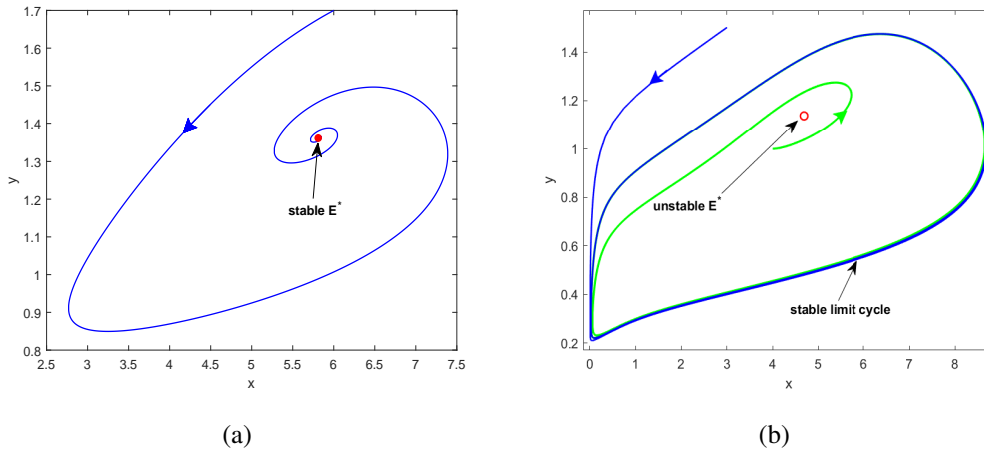 1.7
1.6
1.5
1.4
1.3
1.2
1.1
1
0.9
0.8
y
2.5 3 3.5 4 4.5 5 5.5 6 6.5 7 7.5
x
stable E*
(a)
1.4
1.2
1
0.8
0.6
0.4
0.2
y
0 1 2 3 4 5 6 7 8
x
unstable E*
stable limit cycle
(b)